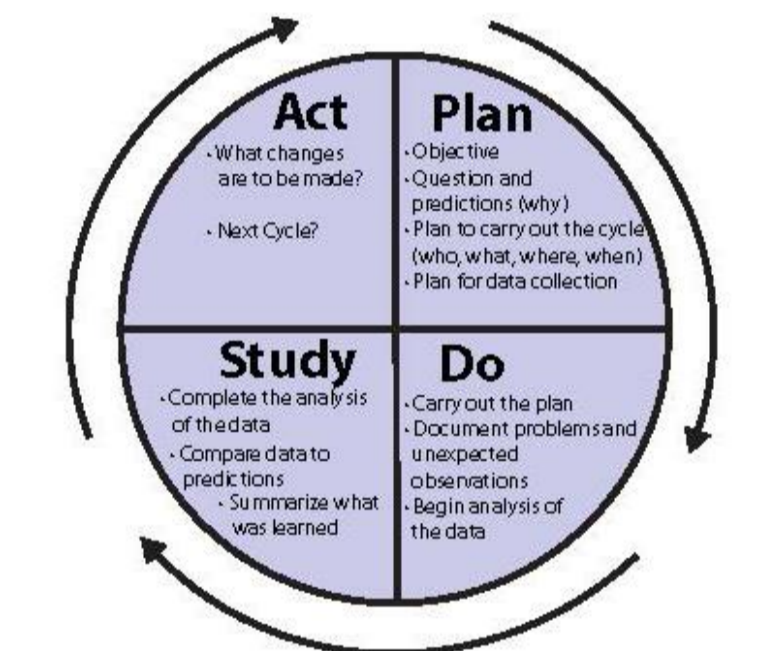 Act
·What changes
are to be made?
· Next Cycle?
Plan
·Objective
·Question and
predictions (why)
·Plan to carry out the cycle
(who, what, where, when)
·Plan for data collection
Study
·Complete the analysis
of the data
· Compare data to
predictions
· Summarize what
was learned
Do
·Carry out the plan
·Document problems and
unexpected
observations
·Begin analysis of
the data